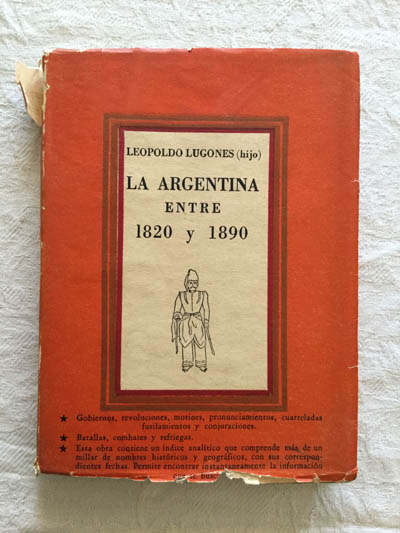 LEOPOLDO LUGONES (hijo)
LA ARGENTINA
ENTRE
1820 y 1890
★ Gobiernos, revoluciones, motines, pronunciamientos, cuarteladas
fusilamientos y conjuraciones.
★ Batallas, combates y refriegas.
★ Esta obra contiene un índice analítico que comprende más de un
millar de nombres históricos y geográficos, con sus correspon-
dientes fechas. Permite encontrar instantáneamente la información